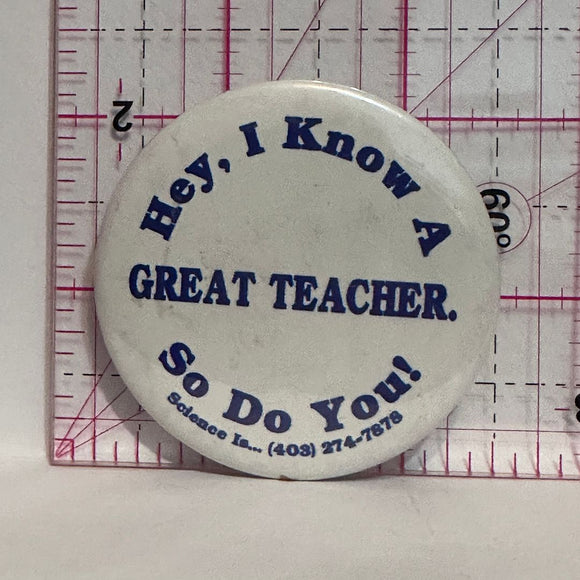 Hey, I Know A
GREAT TEACHER.
So Do You!
Science Is... (403) 274-7878
2
60°